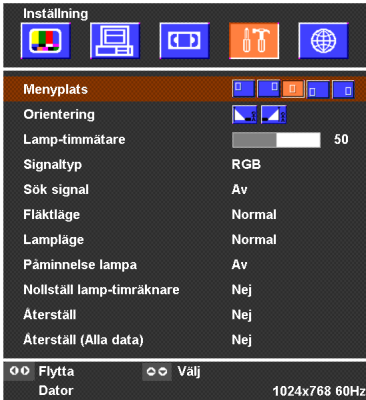 Inställning
Menyplats
Orientering
Lamp-timmätare 50
Signaltyp RGB
Sök signal Av
Fläktläge Normal
Lampläge Normal
Påminnelse lampa Av
Nollställ lamp-timräknare Nej
Återställ Nej
Återställ (Alla data) Nej
Flytta Välj
Dator 1024x768 60Hz